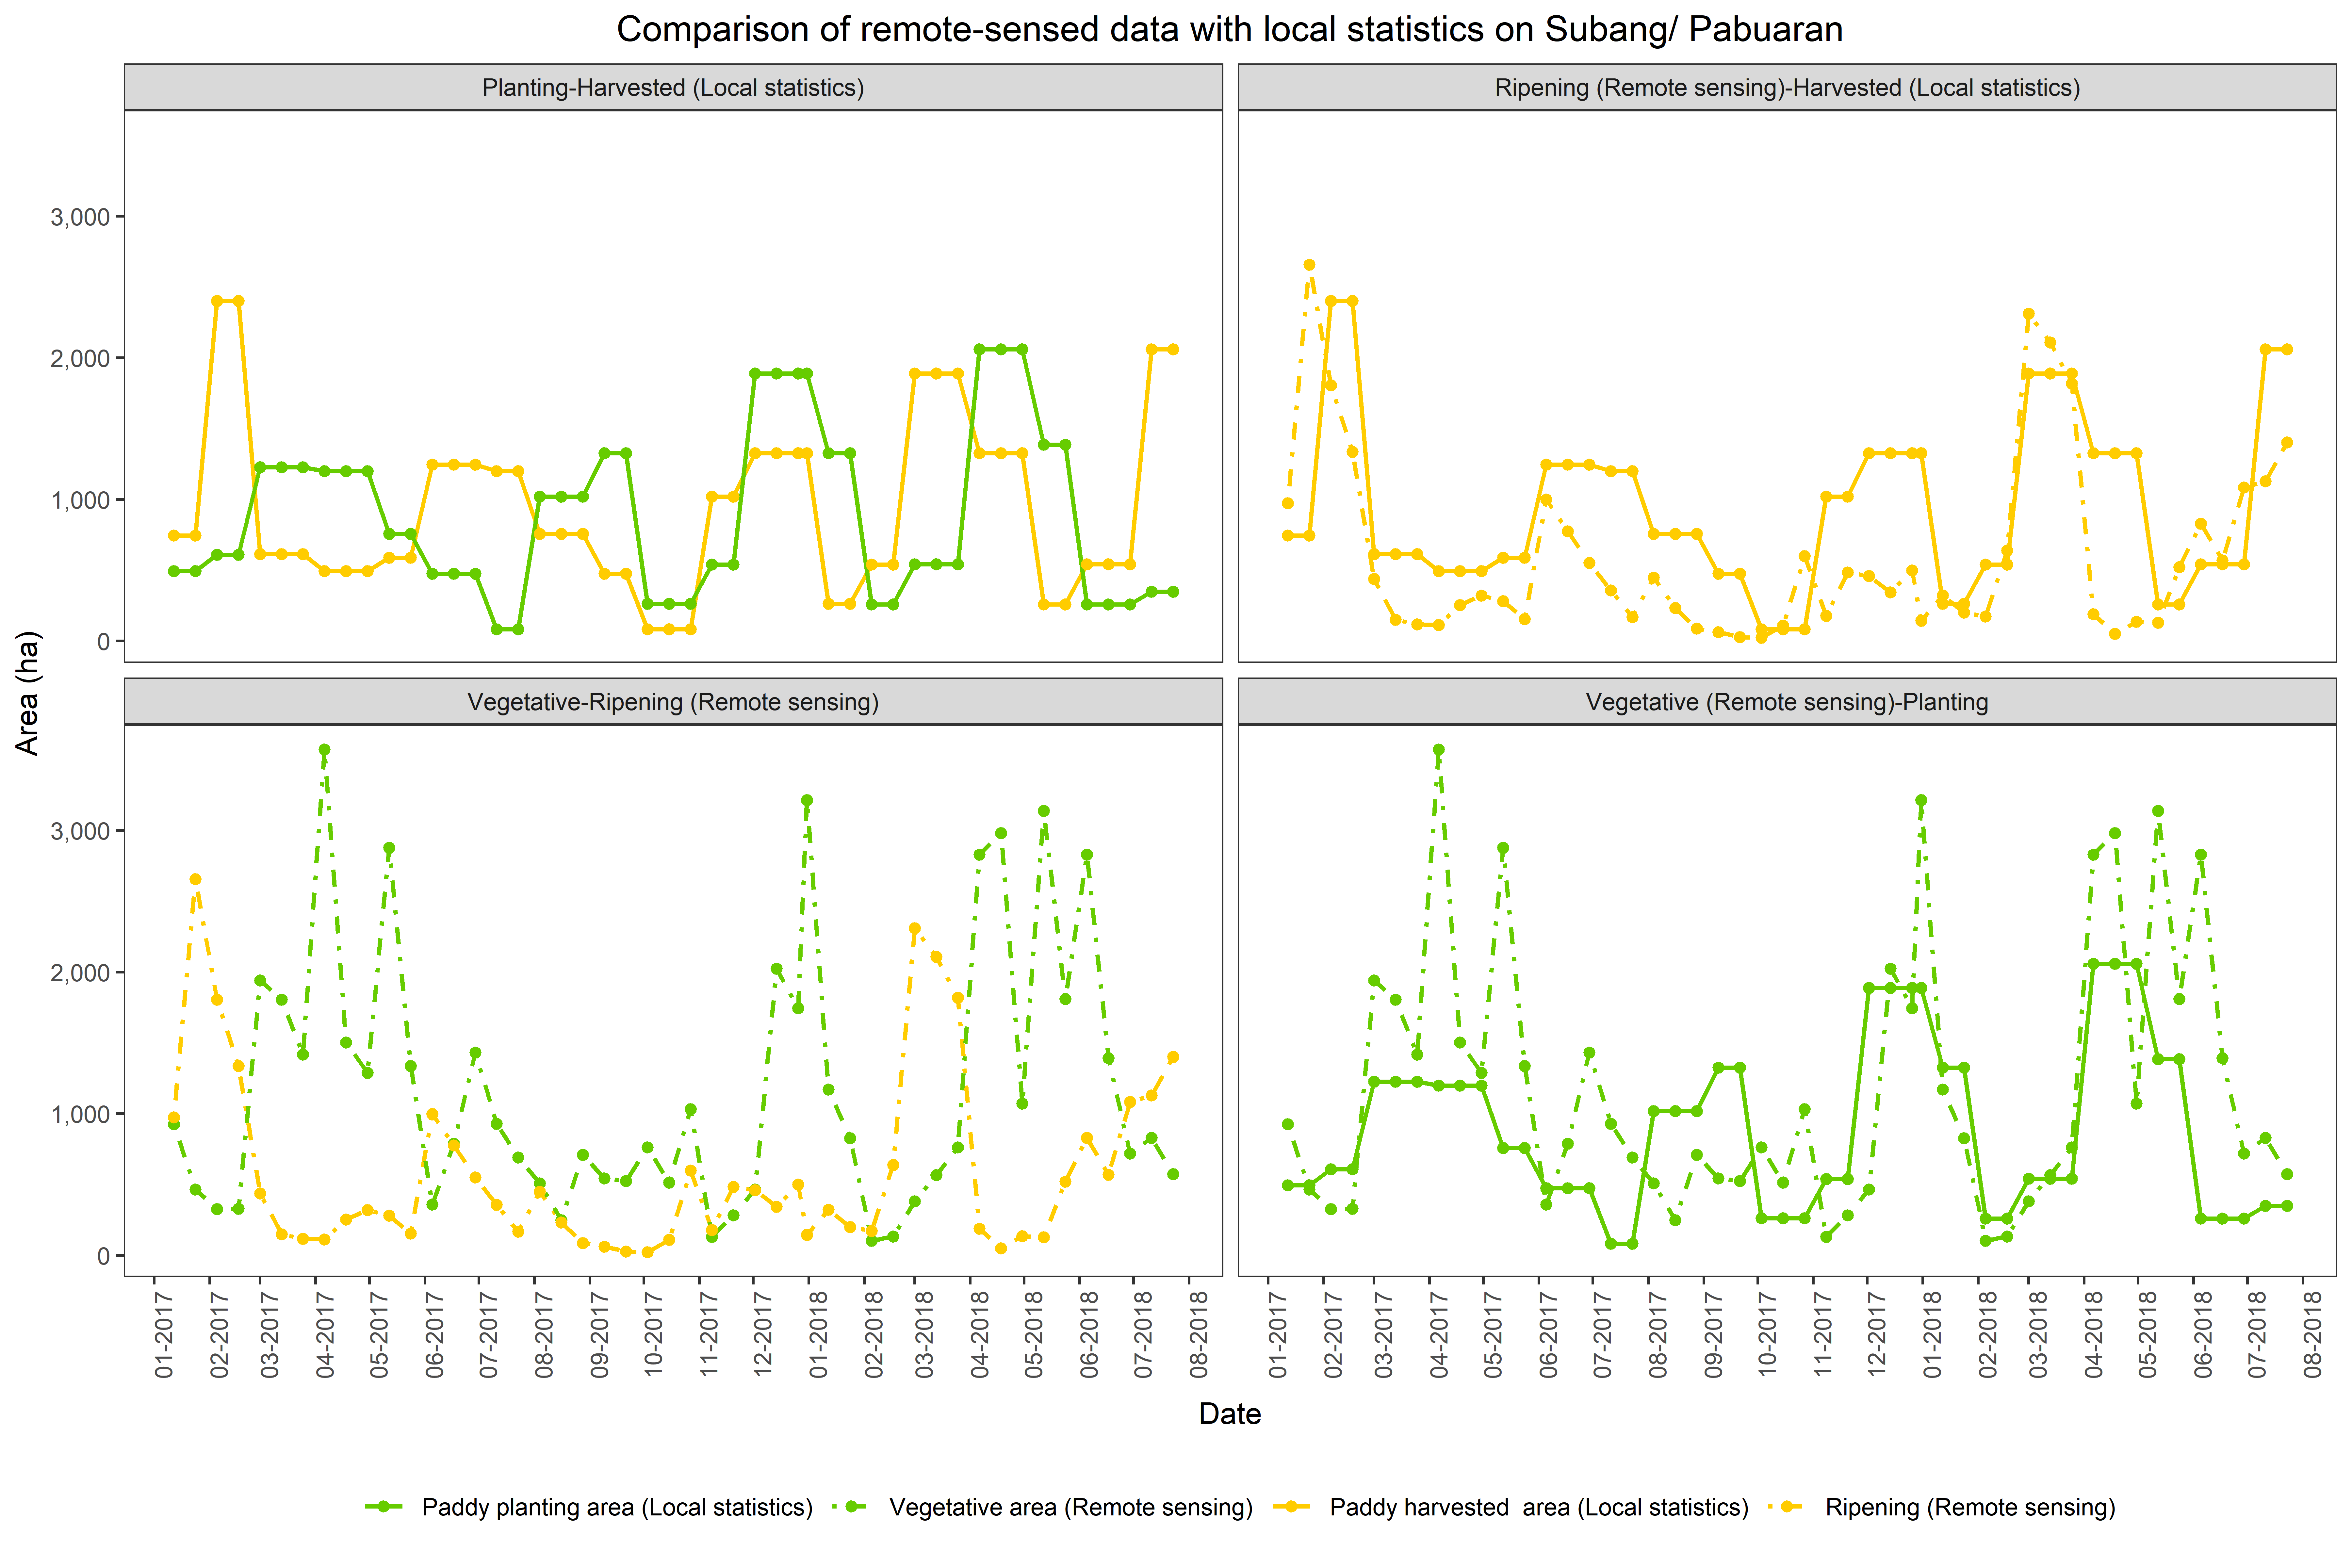 Comparison of remote-sensed data with local statistics on Subang/ Pabuaran
Planting-Harvested (Local statistics)
Ripening (Remote sensing)-Harvested (Local statistics)
3,000
2,000
1,000
0
Area (ha)
Vegetative-Ripening (Remote sensing)
Vegetative (Remote sensing)-Planting
3,000
2,000
1,000
0
01-2017 02-2017 03-2017 04-2017 05-2017 06-2017 07-2017 08-2017 09-2017 10-2017 11-2017 12-2017 01-2018 02-2018 03-2018 04-2018 05-2018 06-2018 07-2018 08-2018
01-2017 02-2017 03-2017 04-2017 05-2017 06-2017 07-2017 08-2017 09-2017 10-2017 11-2017 12-2017 01-2018 02-2018 03-2018 04-2018 05-2018 06-2018 07-2018 08-2018
Date
Paddy planting area (Local statistics) Vegetative area (Remote sensing) Paddy harvested  area (Local statistics) Ripening (Remote sensing)